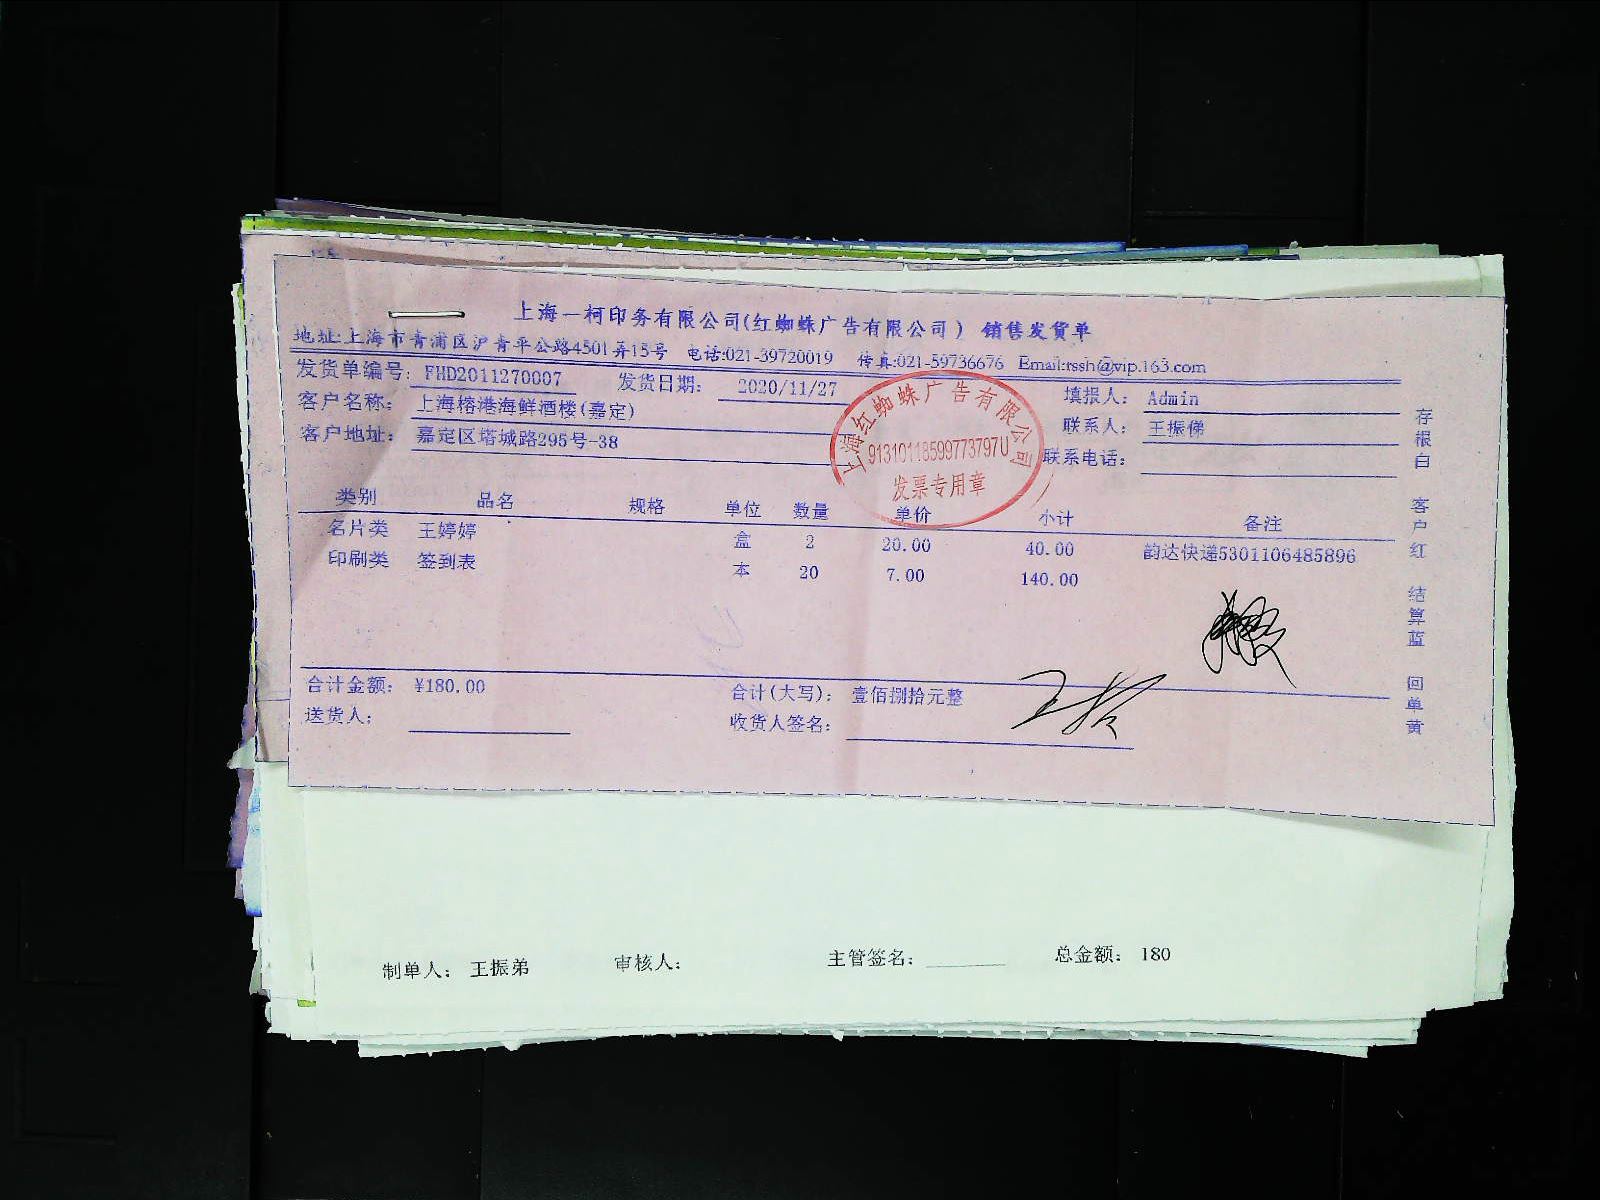 上海一柯印务有限公司(红蜘蛛广告有限公司) 销售发货单
地址:上海市青浦区沪青平公路4501弄15号 电话:021-39720019 传真:021-59736676 Email:rssh@vip.163.com
发货单编号: FHD2011270007 发货日期: 2020/11/27 填报人: Admin
客户名称: 上海榕港海鲜酒楼(嘉定) 联系人: 王振俤
客户地址: 嘉定区塔城路295号-38 联系电话:
上海红蜘蛛广告有限公司
91310118599773797U
发票专用章
类别 品名 规格 单位 数量 单价 小计 备注
名片类 王婷婷 盒 2 20.00 40.00 韵达快递5301106485896
印刷类 签到表 本 20 7.00 140.00
合计金额: ¥180.00 合计(大写): 壹佰捌拾元整
送货人: 收货人签名:
存根白 客户红 结算蓝 回单黄
制单人: 王振弟 审核人: 主管签名: 总金额: 180